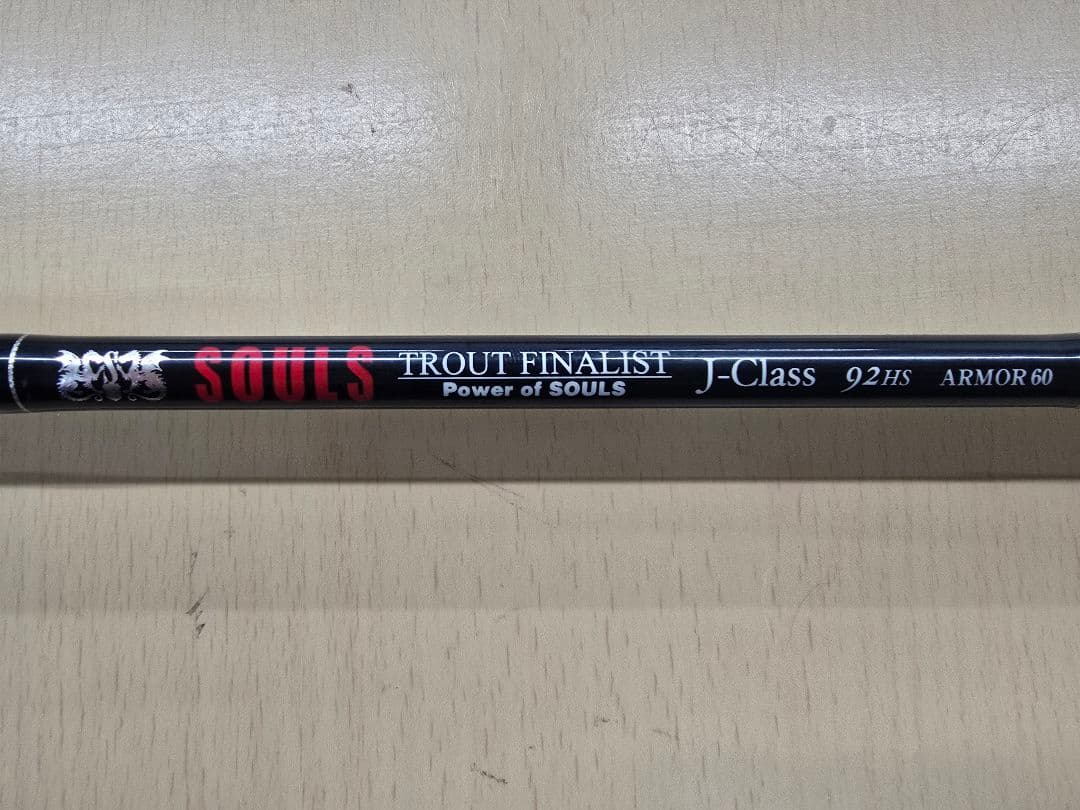 SOULS TROUT FINALIST J-Class 92HS ARMOR 60
Power of SOULS